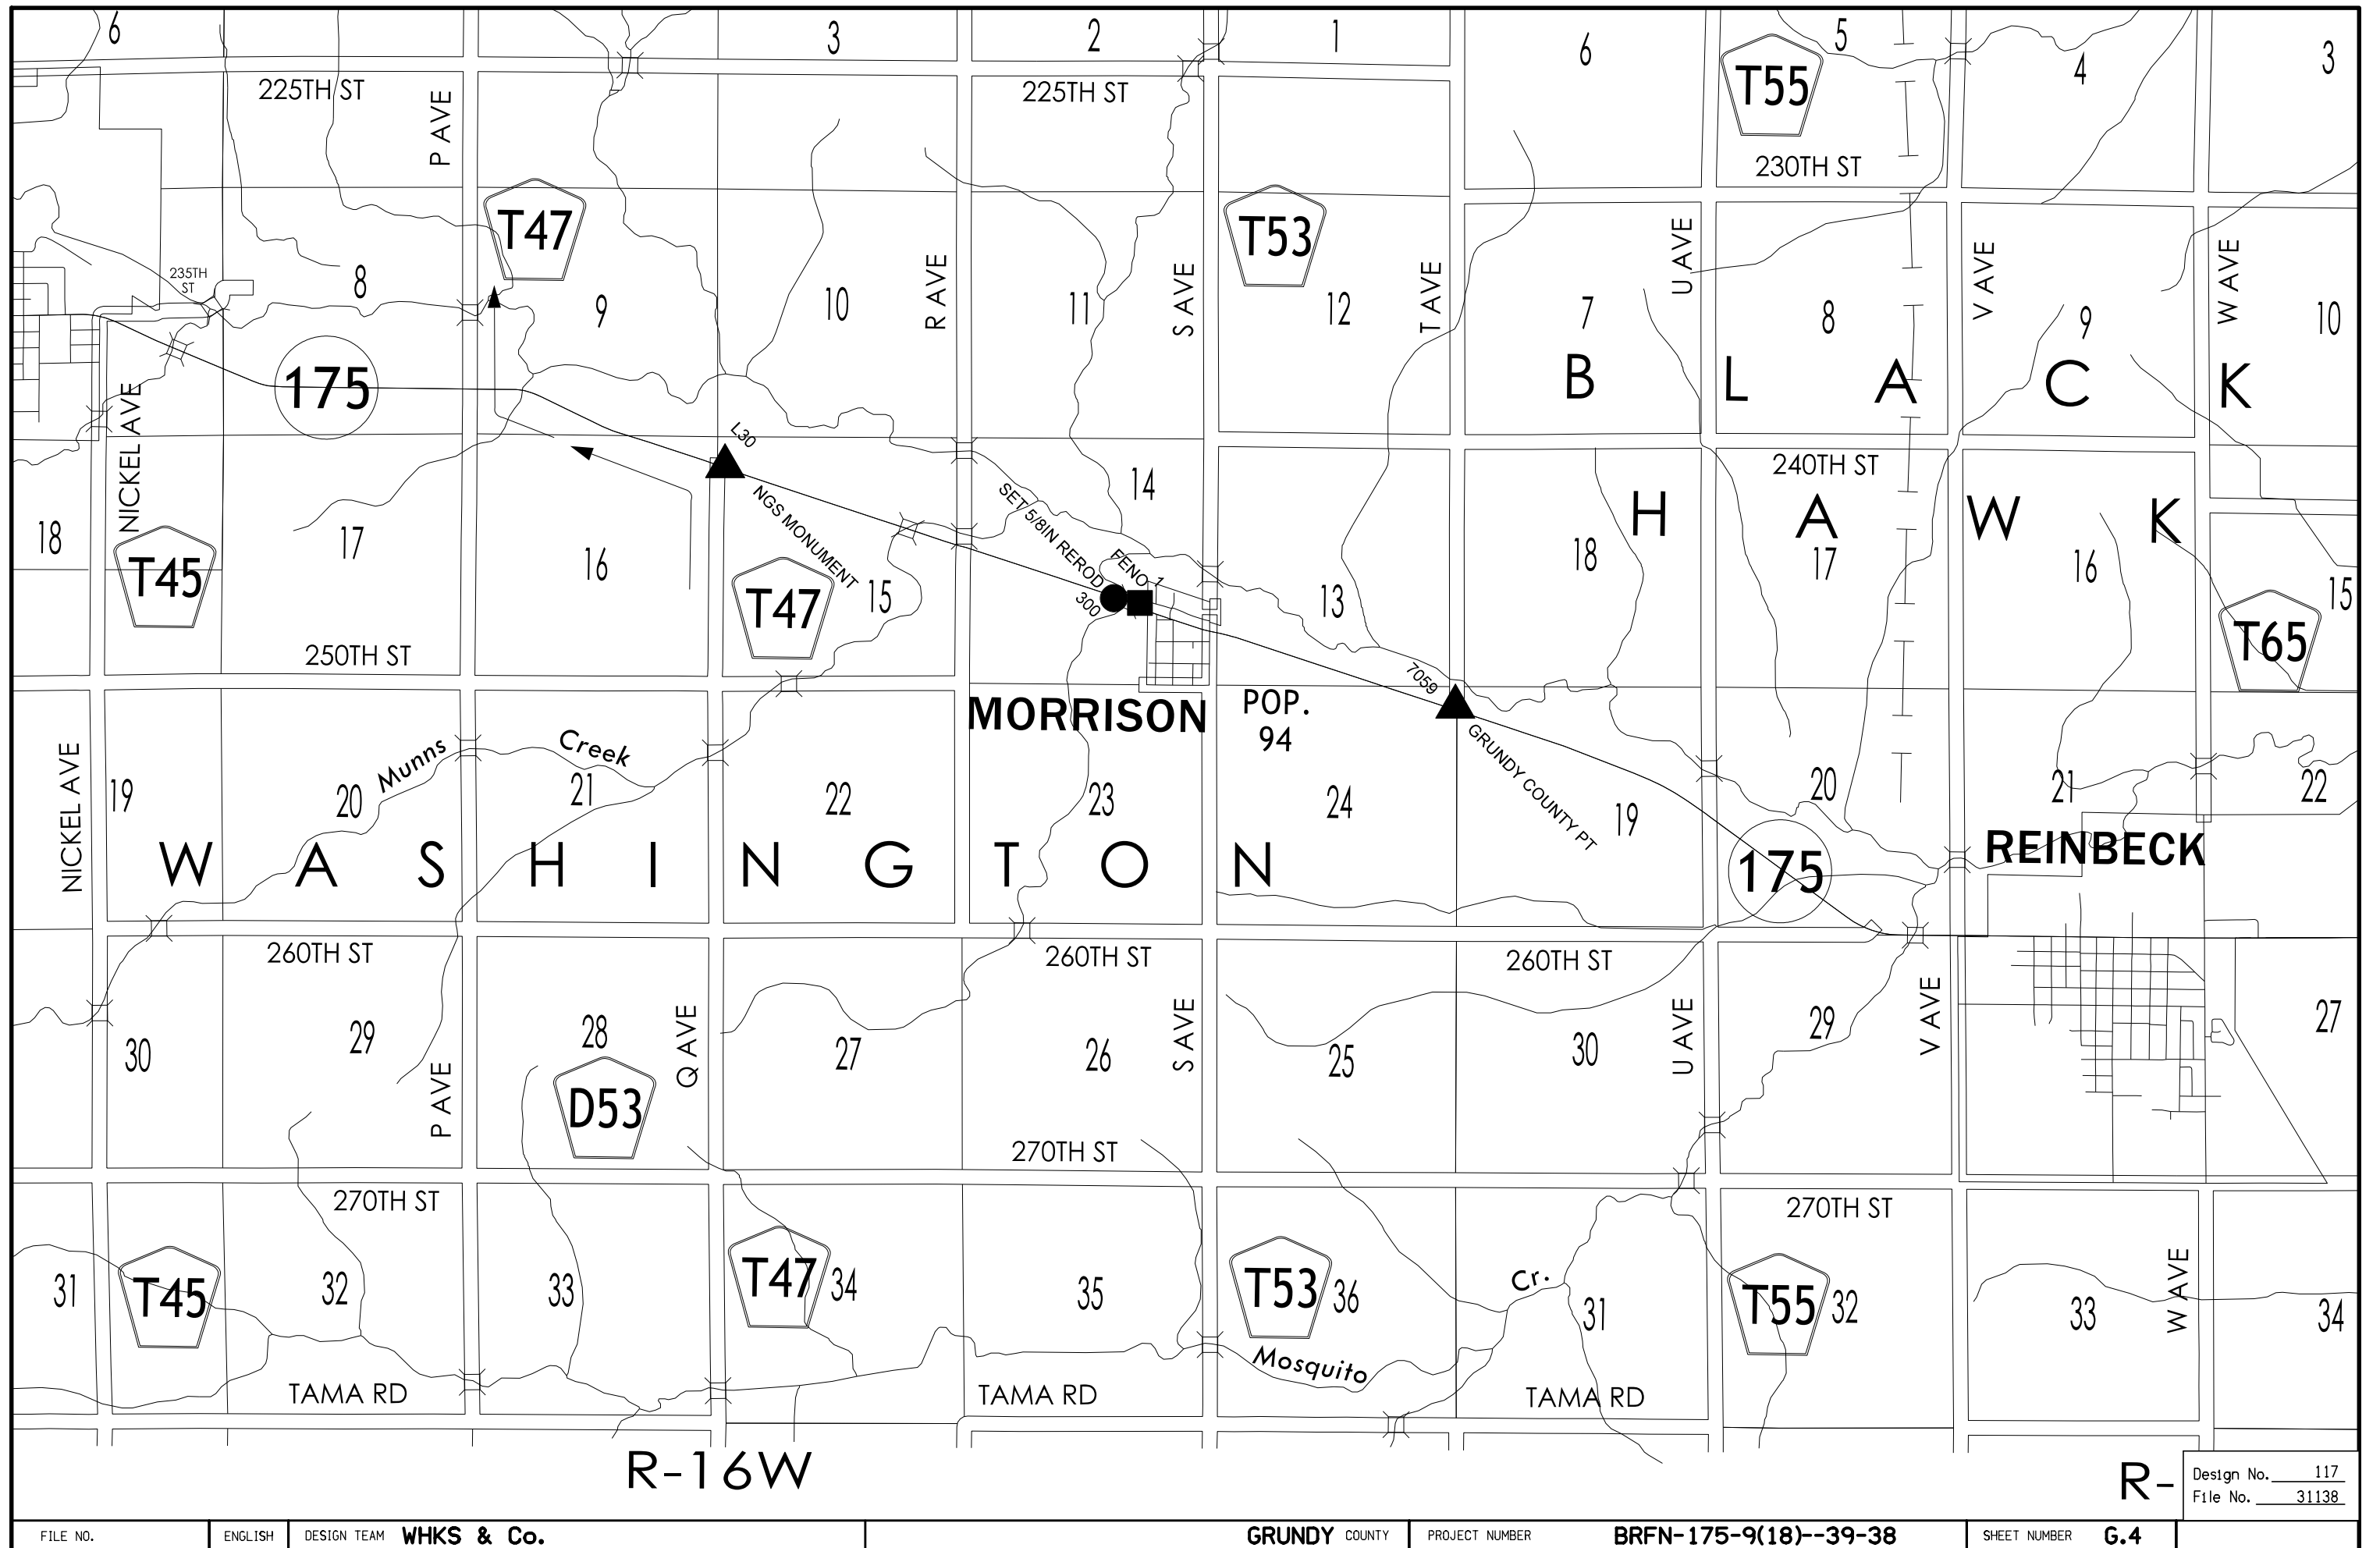 6
3
2
1
6
5
4
3
225TH ST
225TH ST
P AVE
T55
230TH ST
T47
T53
235TH
ST
8
9
10
R AVE
11
S AVE
12
T AVE
7
U AVE
8
V AVE
9
W AVE
10
175
B L A C K
NICKEL AVE
L30
NGS MONUMENT
240TH ST
H A W K
18
T45
17
16
T47
15
14
SET 5/8IN REROD
300
FENO 1
13
18
17
16
15
T65
250TH ST
MORRISON
POP.
94
7059
GRUNDY COUNTY PT
NICKEL AVE
19
20
Munns
Creek
21
22
23
24
19
20
21
22
W A S H I N G T O N
175
REINBECK
260TH ST
260TH ST
260TH ST
30
29
P AVE
28
Q AVE
27
26
S AVE
25
30
U AVE
29
V AVE
27
D53
270TH ST
270TH ST
270TH ST
31
T45
32
33
T47
34
35
T53
36
Cr.
31
T55
32
33
W AVE
34
Mosquito
TAMA RD
TAMA RD
TAMA RD
R-16W
R-
Design No. 117
File No. 31138
FILE NO.
ENGLISH
DESIGN TEAM WHKS & Co.
GRUNDY COUNTY
PROJECT NUMBER BRFN-175-9(18)--39-38
SHEET NUMBER G.4